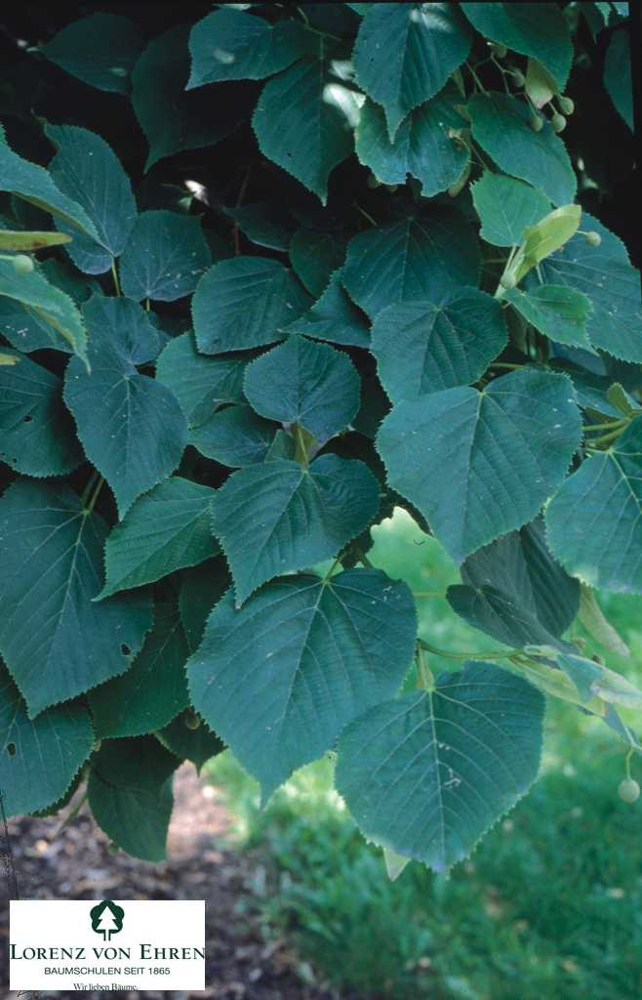 LORENZ VON EHREN
BAUMSCHULEN SEIT 1865
Wir lieben Bäume.